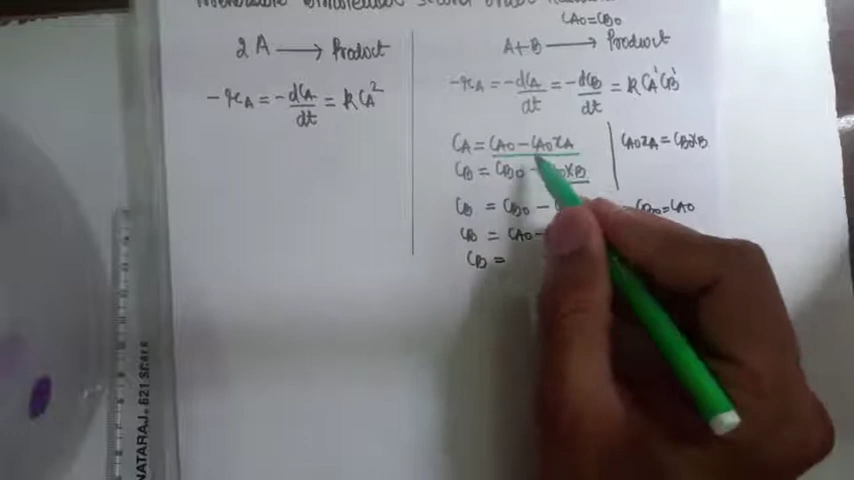 CA0=CB0
2A ⟶ Product
-rA = -dCA/dt = kCA²
A+B ⟶ Product
-rA = -dCA/dt = -dCB/dt = kCA¹CB¹
CA = CA0 - CA0xA
CB = CB0 - xB
CA0xA = CB0xB
CB = CB0 -
CB0=CA0
CB = CA0 -
CB =
NATARAJ 621 SCALE